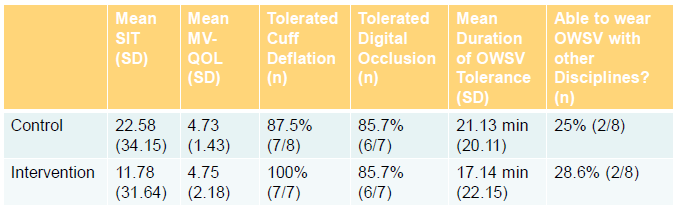 Mean SIT (SD) Mean MV-QOL (SD) Tolerated Cuff Deflation (n) Tolerated Digital Occlusion (n) Mean Duration of OWSV Tolerance (SD) Able to wear OWSV with other Disciplines? (n)
Control 22.58 (34.15) 4.73 (1.43) 87.5% (7/8) 85.7% (6/7) 21.13 min (20.11) 25% (2/8)
Intervention 11.78 (31.64) 4.75 (2.18) 100% (7/7) 85.7% (6/7) 17.14 min (22.15) 28.6% (2/8)